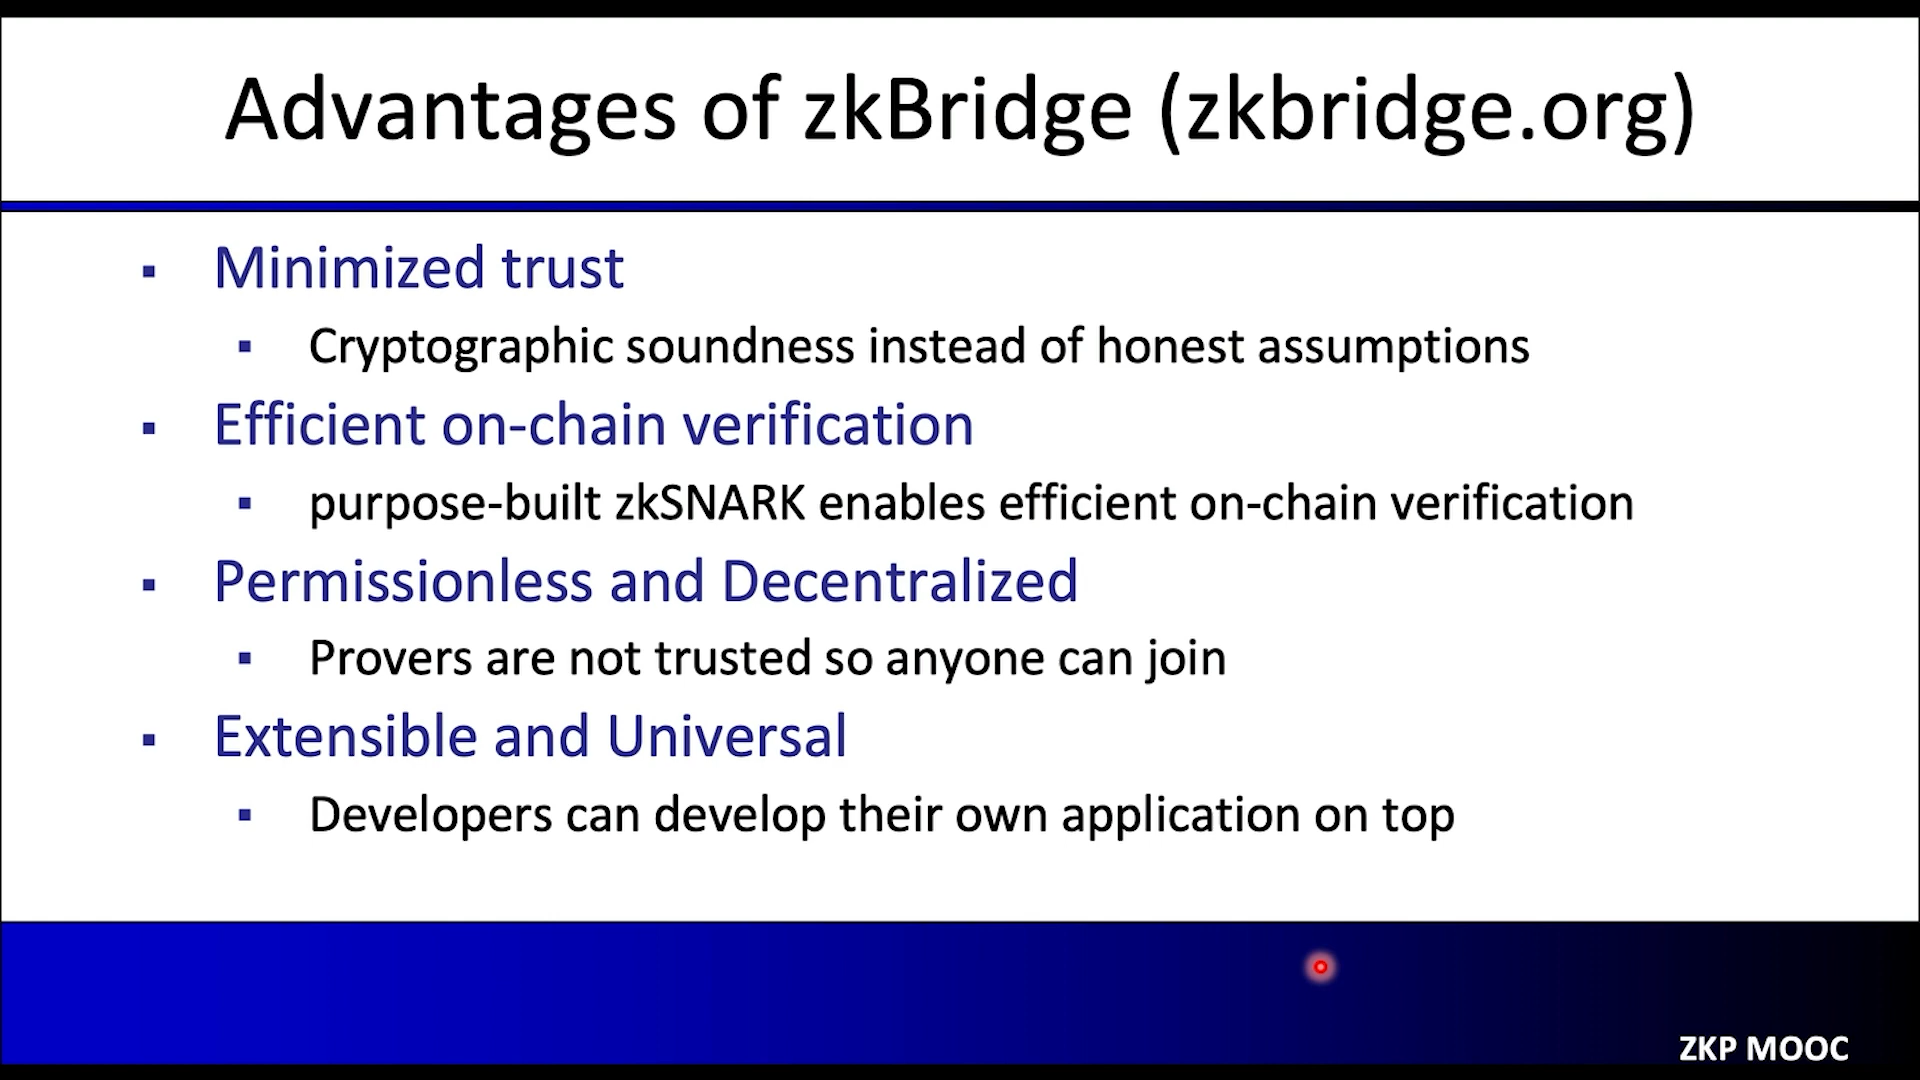 Advantages of zkBridge (zkbridge.org)
▪ Minimized trust
▪ Cryptographic soundness instead of honest assumptions
▪ Efficient on-chain verification
▪ purpose-built zkSNARK enables efficient on-chain verification
▪ Permissionless and Decentralized
▪ Provers are not trusted so anyone can join
▪ Extensible and Universal
▪ Developers can develop their own application on top
ZKP MOOC